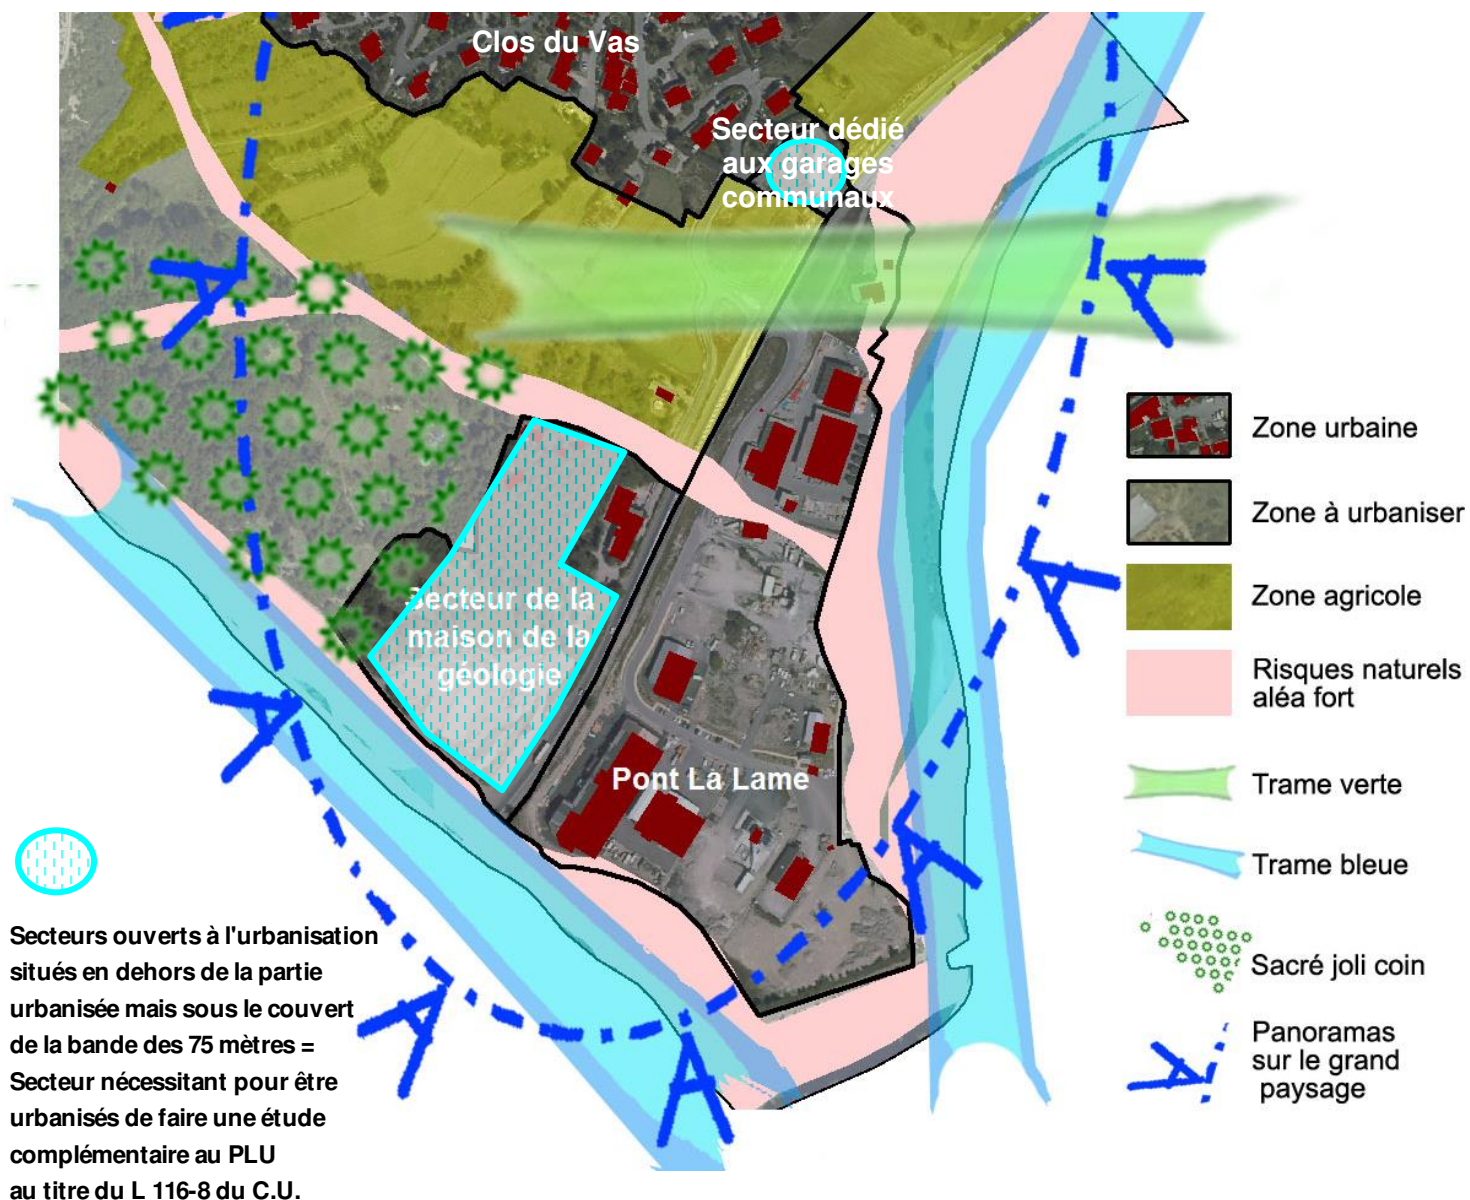 Clos du Vas
Secteur dédié
aux garages
communaux
Zone urbaine
Zone à urbaniser
Zone agricole
Risques naturels
aléa fort
Trame verte
Trame bleue
Sacré joli coin
Panoramas
sur le grand
paysage
Secteur de la
maison de la
géologie
Pont La Lame
Secteurs ouverts à l'urbanisation
situés en dehors de la partie
urbanisée mais sous le couvert
de la bande des 75 mètres =
Secteur nécessitant pour être
urbanisés de faire une étude
complémentaire au PLU
au titre du L 116-8 du C.U.